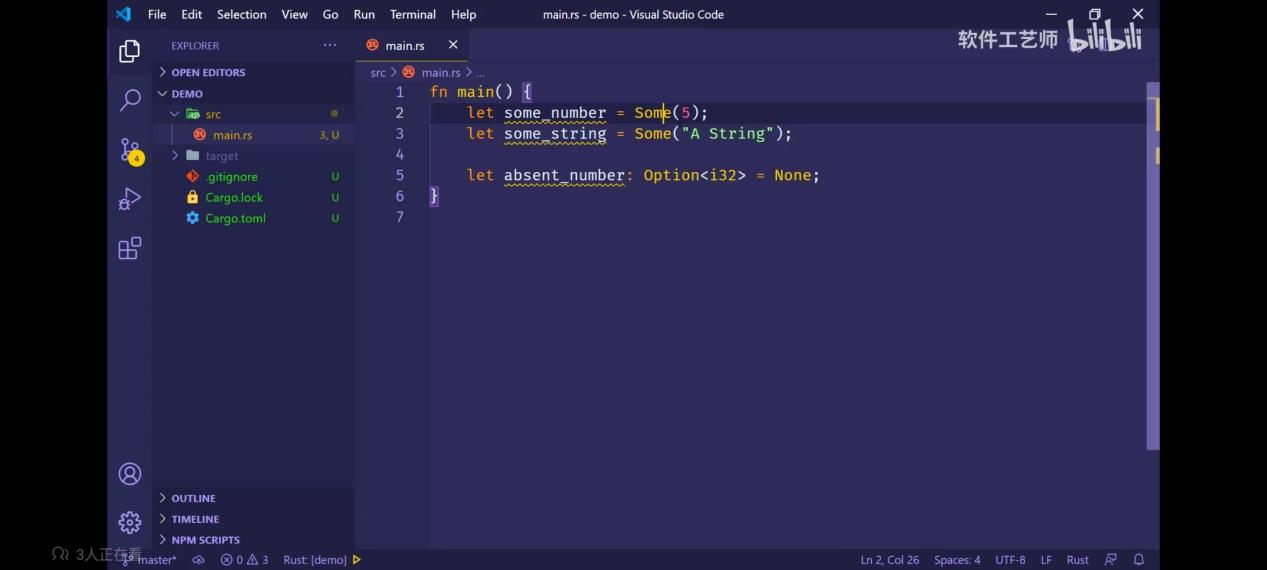 File Edit Selection View Go Run Terminal Help main.rs - demo - Visual Studio Code
软件工艺师 bilibili
EXPLORER ··· main.rs
OPEN EDITORS src > main.rs > ...
DEMO
src
main.rs 3, U
target
.gitignore U
Cargo.lock U
Cargo.toml U
4
1 fn main() {
2 let some_number = Some(5);
3 let some_string = Some("A String");
4
5 let absent_number: Option<i32> = None;
6 }
7
OUTLINE
TIMELINE
NPM SCRIPTS
3人正在看
master* 0 3 Rust: [demo] Ln 2, Col 26 Spaces: 4 UTF-8 LF Rust